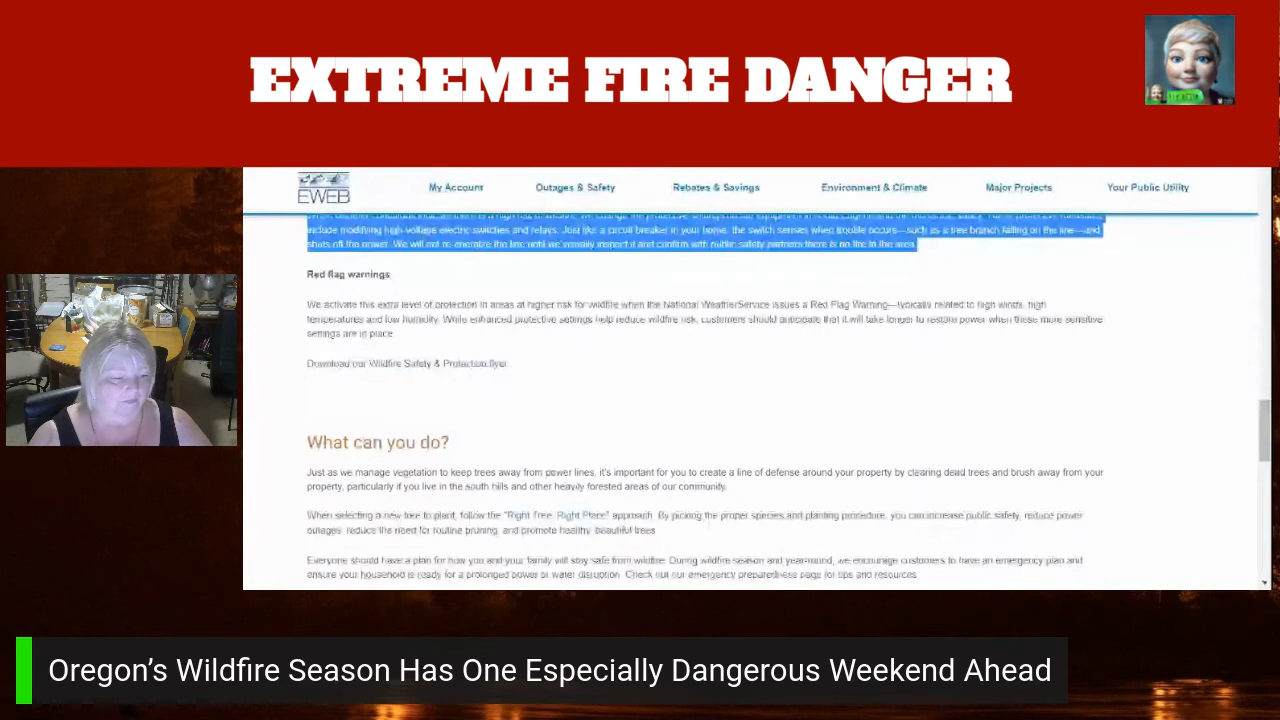 EXTREME FIRE DANGER
EWEB
My Account
Outages & Safety
Rebates & Savings
Environment & Climate
Major Projects
Your Public Utility
include modifying high-voltage electric switches and relays. Just like a circuit breaker in your home, the switch senses when trouble occurs—such as a tree branch falling on the line—and
shuts off the power. We will not re-energize the line until we visually inspect it and confirm with public safety partners there is no fire in the area.
Red flag warnings
We activate this extra level of protection in areas at higher risk for wildfire when the National WeatherService issues a Red Flag Warning—typically related to high winds, high
temperatures and low humidity. While enhanced protective settings help reduce wildfire risk, customers should anticipate that it will take longer to restore power when these more sensitive
settings are in place
Download our Wildfire Safety & Protection flyer
What can you do?
Just as we manage vegetation to keep trees away from power lines, it's important for you to create a line of defense around your property by clearing dead trees and brush away from your
property, particularly if you live in the south hills and other heavily forested areas of our community.
When selecting a new tree to plant, follow the "Right Tree, Right Place" approach. By picking the proper species and planting procedure, you can increase public safety, reduce power
outages, reduce the need for routine pruning, and promote healthy, beautiful trees
Everyone should have a plan for how you and your family will stay safe from wildfire. During wildfire season and year-round, we encourage customers to have an emergency plan and
ensure your household is ready for a prolonged power or water disruption. Check out our emergency preparedness page for tips and resources
Oregon's Wildfire Season Has One Especially Dangerous Weekend Ahead